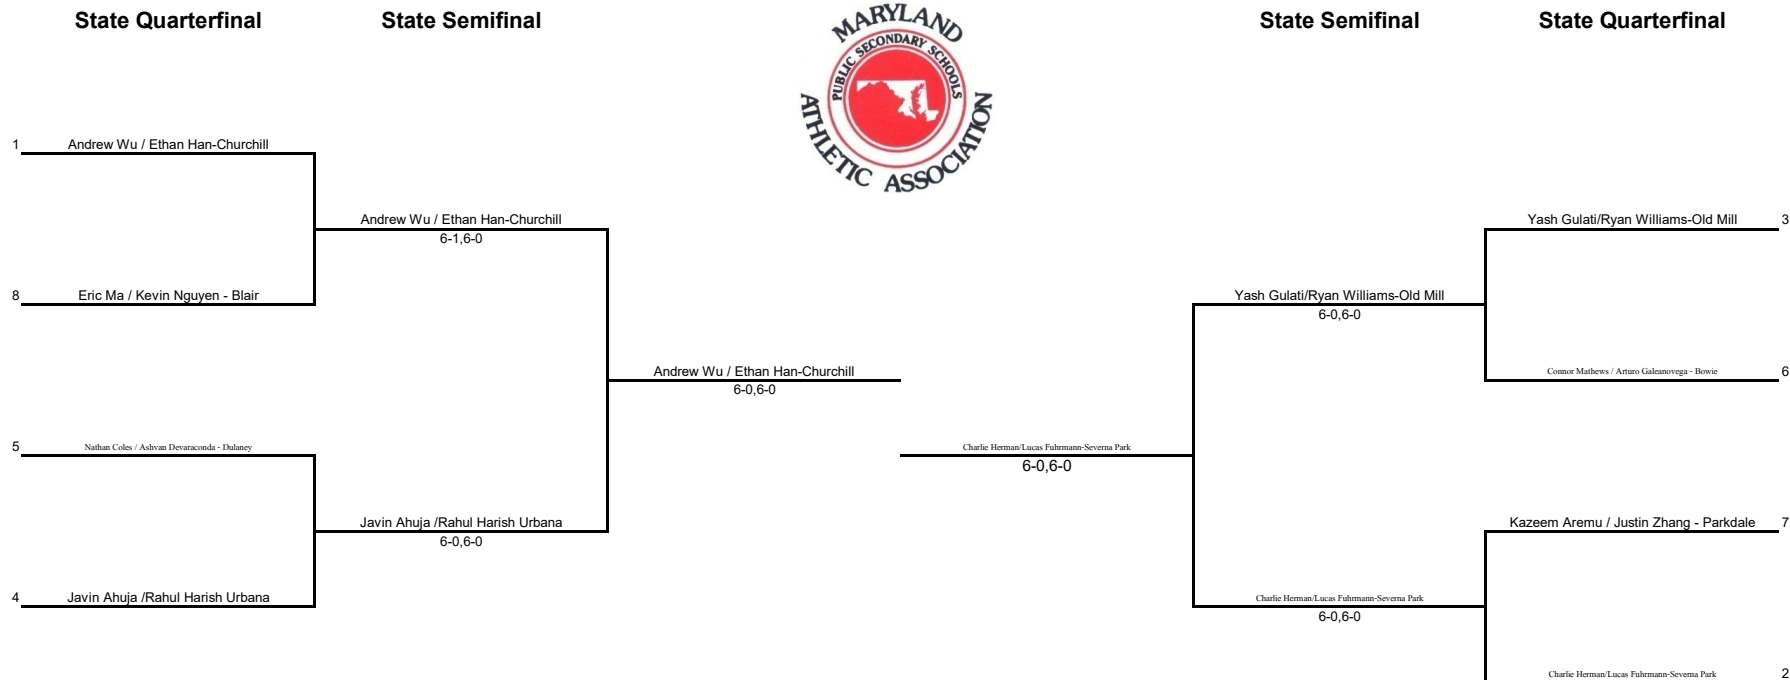 State Quarterfinal State Semifinal State Semifinal State Quarterfinal
MARYLAND
PUBLIC SECONDARY SCHOOLS
ATHLETIC ASSOCIATION
1 Andrew Wu / Ethan Han-Churchill
Andrew Wu / Ethan Han-Churchill
6-1,6-0
Yash Gulati/Ryan Williams-Old Mill 3
8 Eric Ma / Kevin Nguyen - Blair
Yash Gulati/Ryan Williams-Old Mill
6-0,6-0
Andrew Wu / Ethan Han-Churchill
6-0,6-0
Connor Mathews / Arturo Galeanovega - Bowie 6
5 Nathan Coles / Ashvan Devaraconda - Dulaney
Charlie Herman/Lucas Fuhrmann-Severna Park
6-0,6-0
Javin Ahuja /Rahul Harish Urbana
6-0,6-0
Kazeem Aremu / Justin Zhang - Parkdale 7
4 Javin Ahuja /Rahul Harish Urbana
Charlie Herman/Lucas Fuhrmann-Severna Park
6-0,6-0
Charlie Herman/Lucas Fuhrmann-Severna Park 2